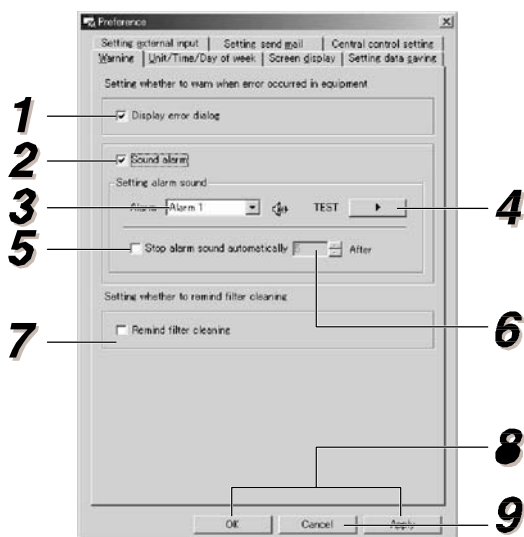 Preference
Setting external input Setting send mail Central control setting
Warning Unit/Time/Day of week Screen display Setting data saving
Setting whether to warn when error occurred in equipment
1
Display error dialog
2
Sound alarm
Setting alarm sound
3
Alarm Alarm 1 TEST
4
5
Stop alarm sound automatically 5 After
6
Setting whether to remind filter cleaning
7
Remind filter cleaning
8
OK Cancel Apply
9